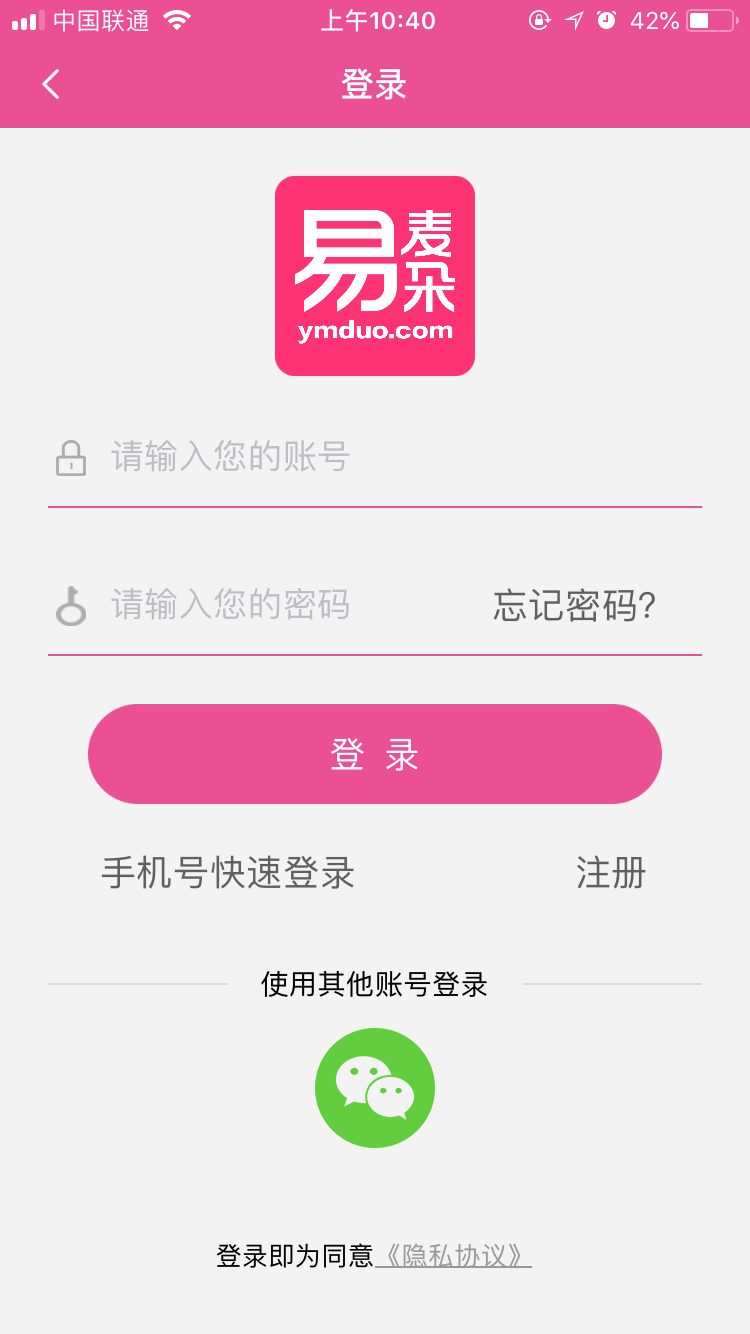 中国联通 上午10:40 42%
登录
易麦朵
ymduo.com
请输入您的账号
请输入您的密码 忘记密码?
登 录
手机号快速登录 注册
使用其他账号登录
登录即为同意《隐私协议》